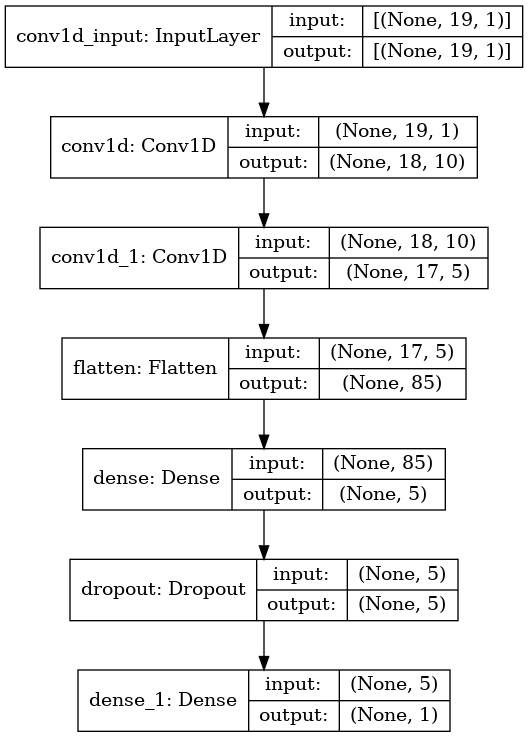 conv1d_input: InputLayer
input: [(None, 19, 1)]
output: [(None, 19, 1)]
conv1d: Conv1D
input: (None, 19, 1)
output: (None, 18, 10)
conv1d_1: Conv1D
input: (None, 18, 10)
output: (None, 17, 5)
flatten: Flatten
input: (None, 17, 5)
output: (None, 85)
dense: Dense
input: (None, 85)
output: (None, 5)
dropout: Dropout
input: (None, 5)
output: (None, 5)
dense_1: Dense
input: (None, 5)
output: (None, 1)